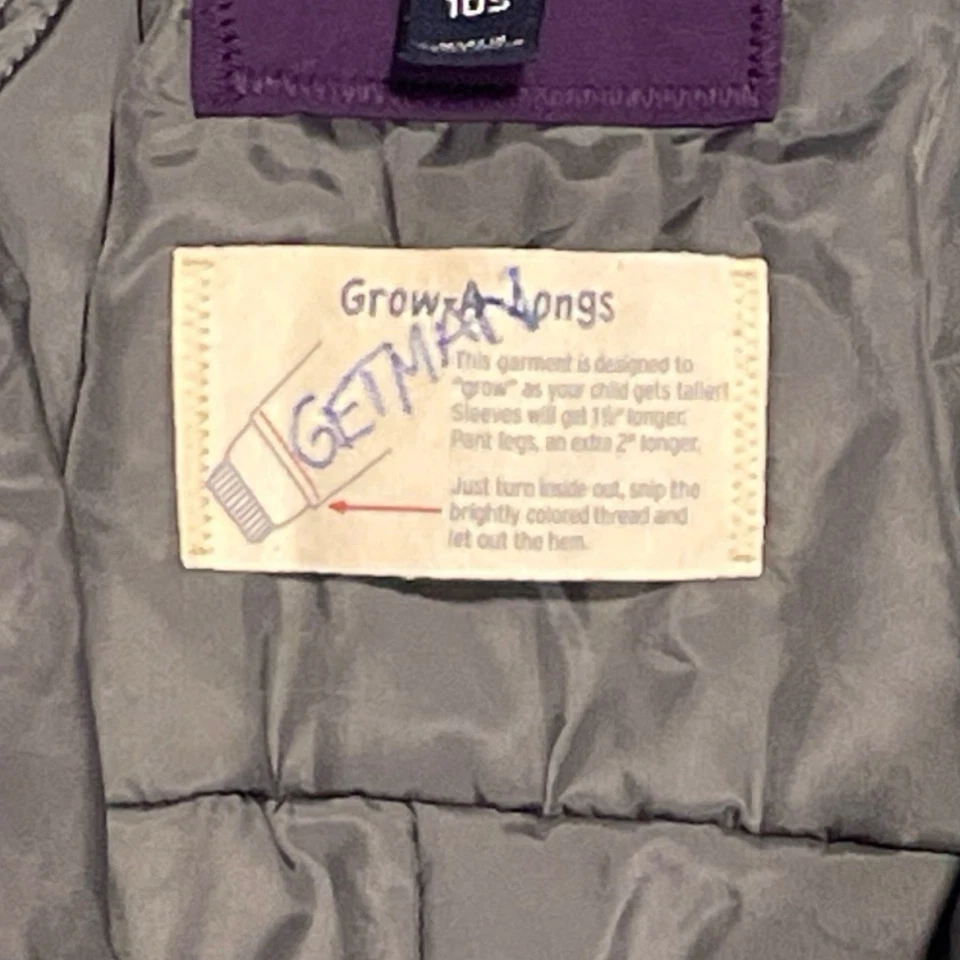 10S
Grow-A-Longs
GETMAN
This garment is designed to
"grow" as your child gets taller!
Sleeves will get 1½" longer.
Pant legs, an extra 2" longer.
Just turn inside out, snip the
brightly colored thread and
let out the hem.